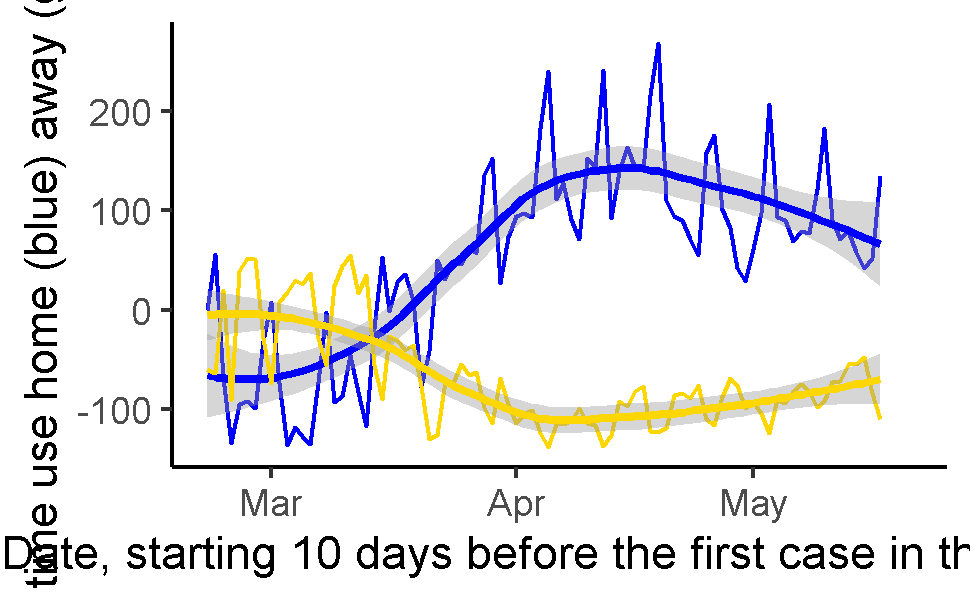 time use home (blue) away (
200
100
0
-100
Mar
Apr
May
Date, starting 10 days before the first case in th